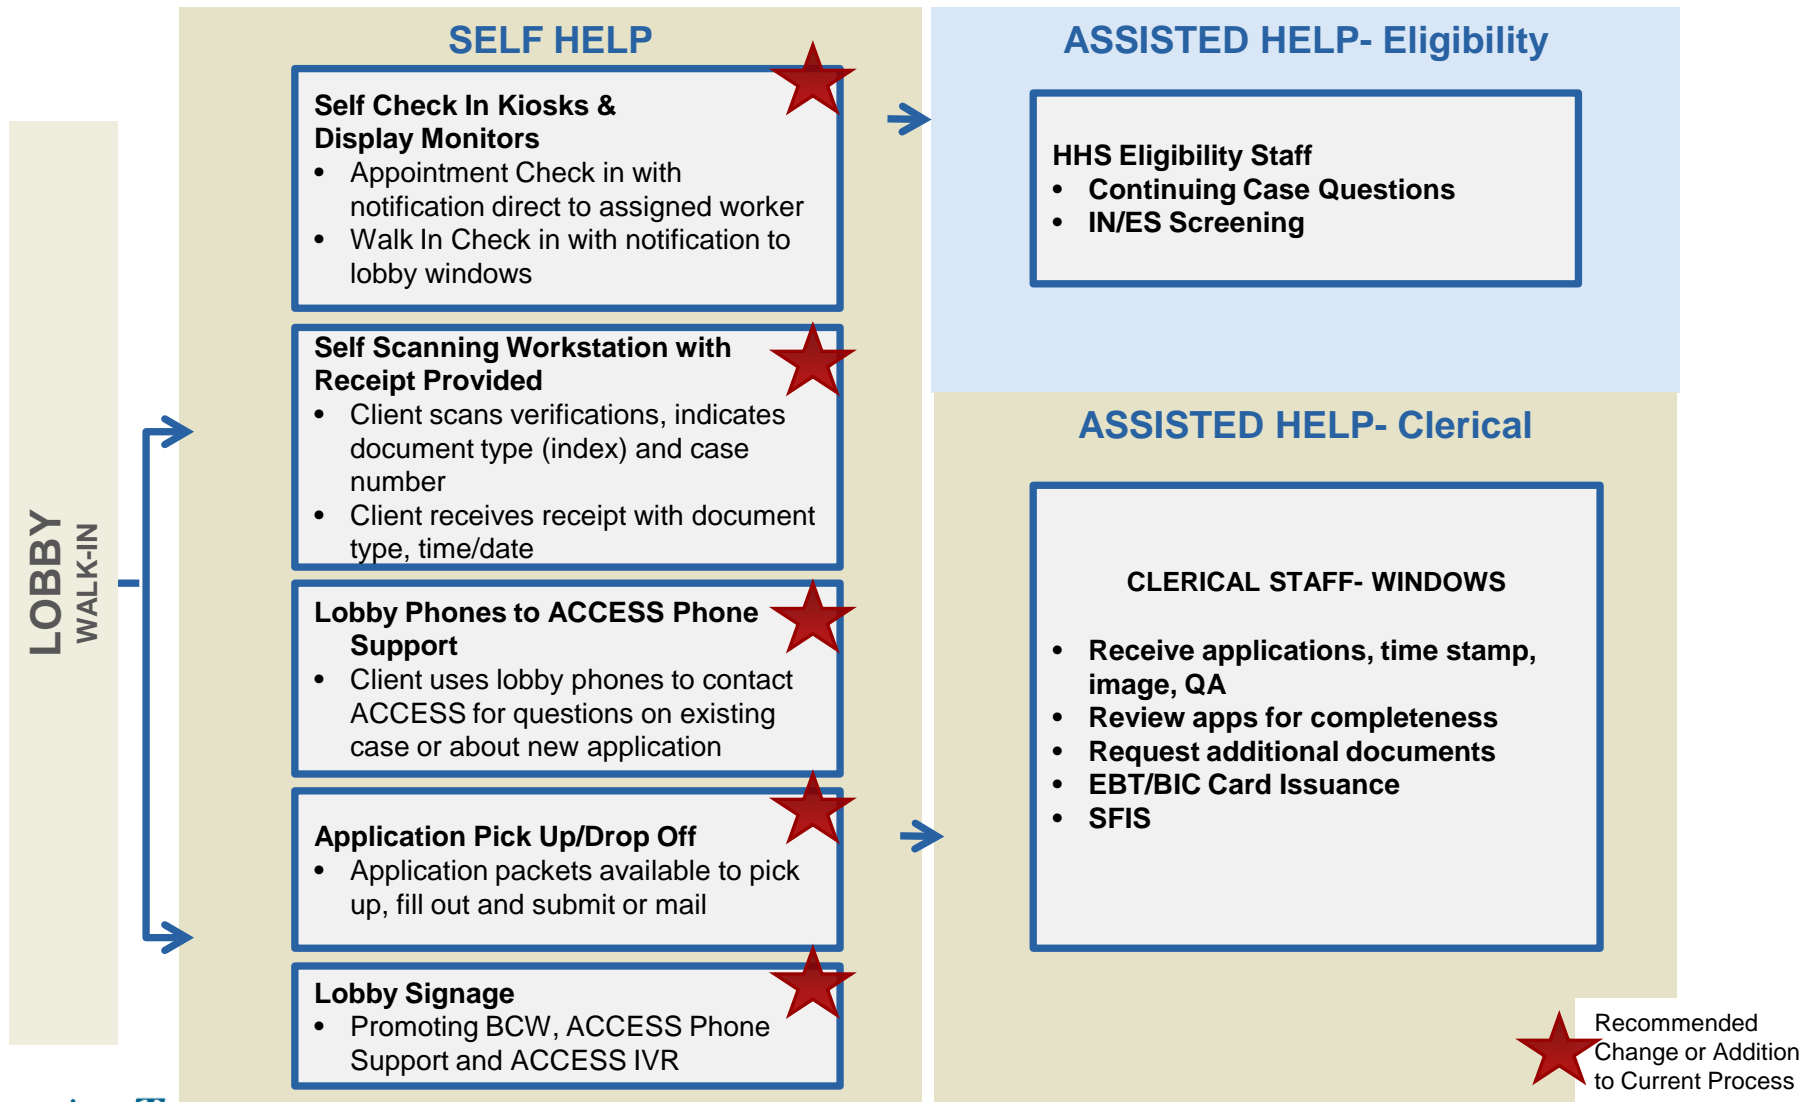 LOBBY
WALK-IN
SELF HELP
Self Check In Kiosks &
Display Monitors
• Appointment Check in with
notification direct to assigned worker
• Walk In Check in with notification to
lobby windows
Self Scanning Workstation with
Receipt Provided
• Client scans verifications, indicates
document type (index) and case
number
• Client receives receipt with document
type, time/date
Lobby Phones to ACCESS Phone
Support
• Client uses lobby phones to contact
ACCESS for questions on existing
case or about new application
Application Pick Up/Drop Off
• Application packets available to pick
up, fill out and submit or mail
Lobby Signage
• Promoting BCW, ACCESS Phone
Support and ACCESS IVR
ASSISTED HELP- Eligibility
HHS Eligibility Staff
• Continuing Case Questions
• IN/ES Screening
ASSISTED HELP- Clerical
CLERICAL STAFF- WINDOWS
• Receive applications, time stamp,
image, QA
• Review apps for completeness
• Request additional documents
• EBT/BIC Card Issuance
• SFIS
Recommended
Change or Addition
to Current Process